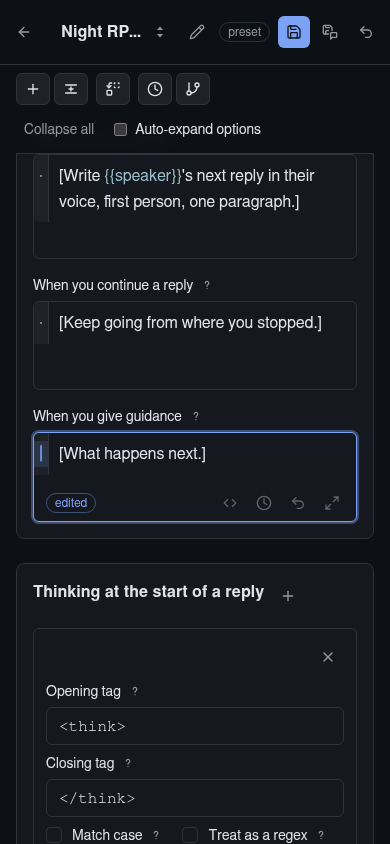 Night RP...
preset
Collapse all
Auto-expand options
[Write {{speaker}}'s next reply in their
voice, first person, one paragraph.]
When you continue a reply ?
[Keep going from where you stopped.]
When you give guidance ?
[What happens next.]
edited
Thinking at the start of a reply
Opening tag ?
<think>
Closing tag ?
</think>
Match case ? Treat as a regex ?